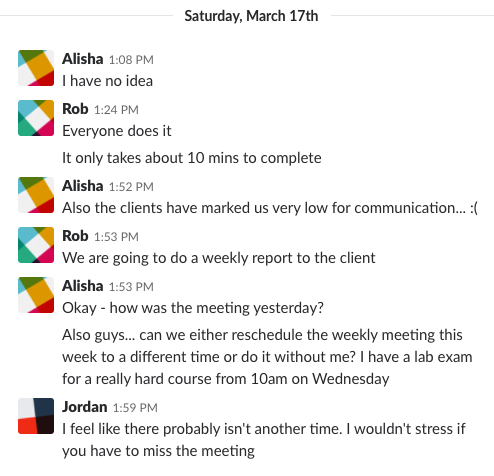 Saturday, March 17th
Alisha 1:08 PM
I have no idea
Rob 1:24 PM
Everyone does it
It only takes about 10 mins to complete
Alisha 1:52 PM
Also the clients have marked us very low for communication... :(
Rob 1:53 PM
We are going to do a weekly report to the client
Alisha 1:53 PM
Okay - how was the meeting yesterday?
Also guys... can we either reschedule the weekly meeting this
week to a different time or do it without me? I have a lab exam
for a really hard course from 10am on Wednesday
Jordan 1:59 PM
I feel like there probably isn't another time. I wouldn't stress if
you have to miss the meeting